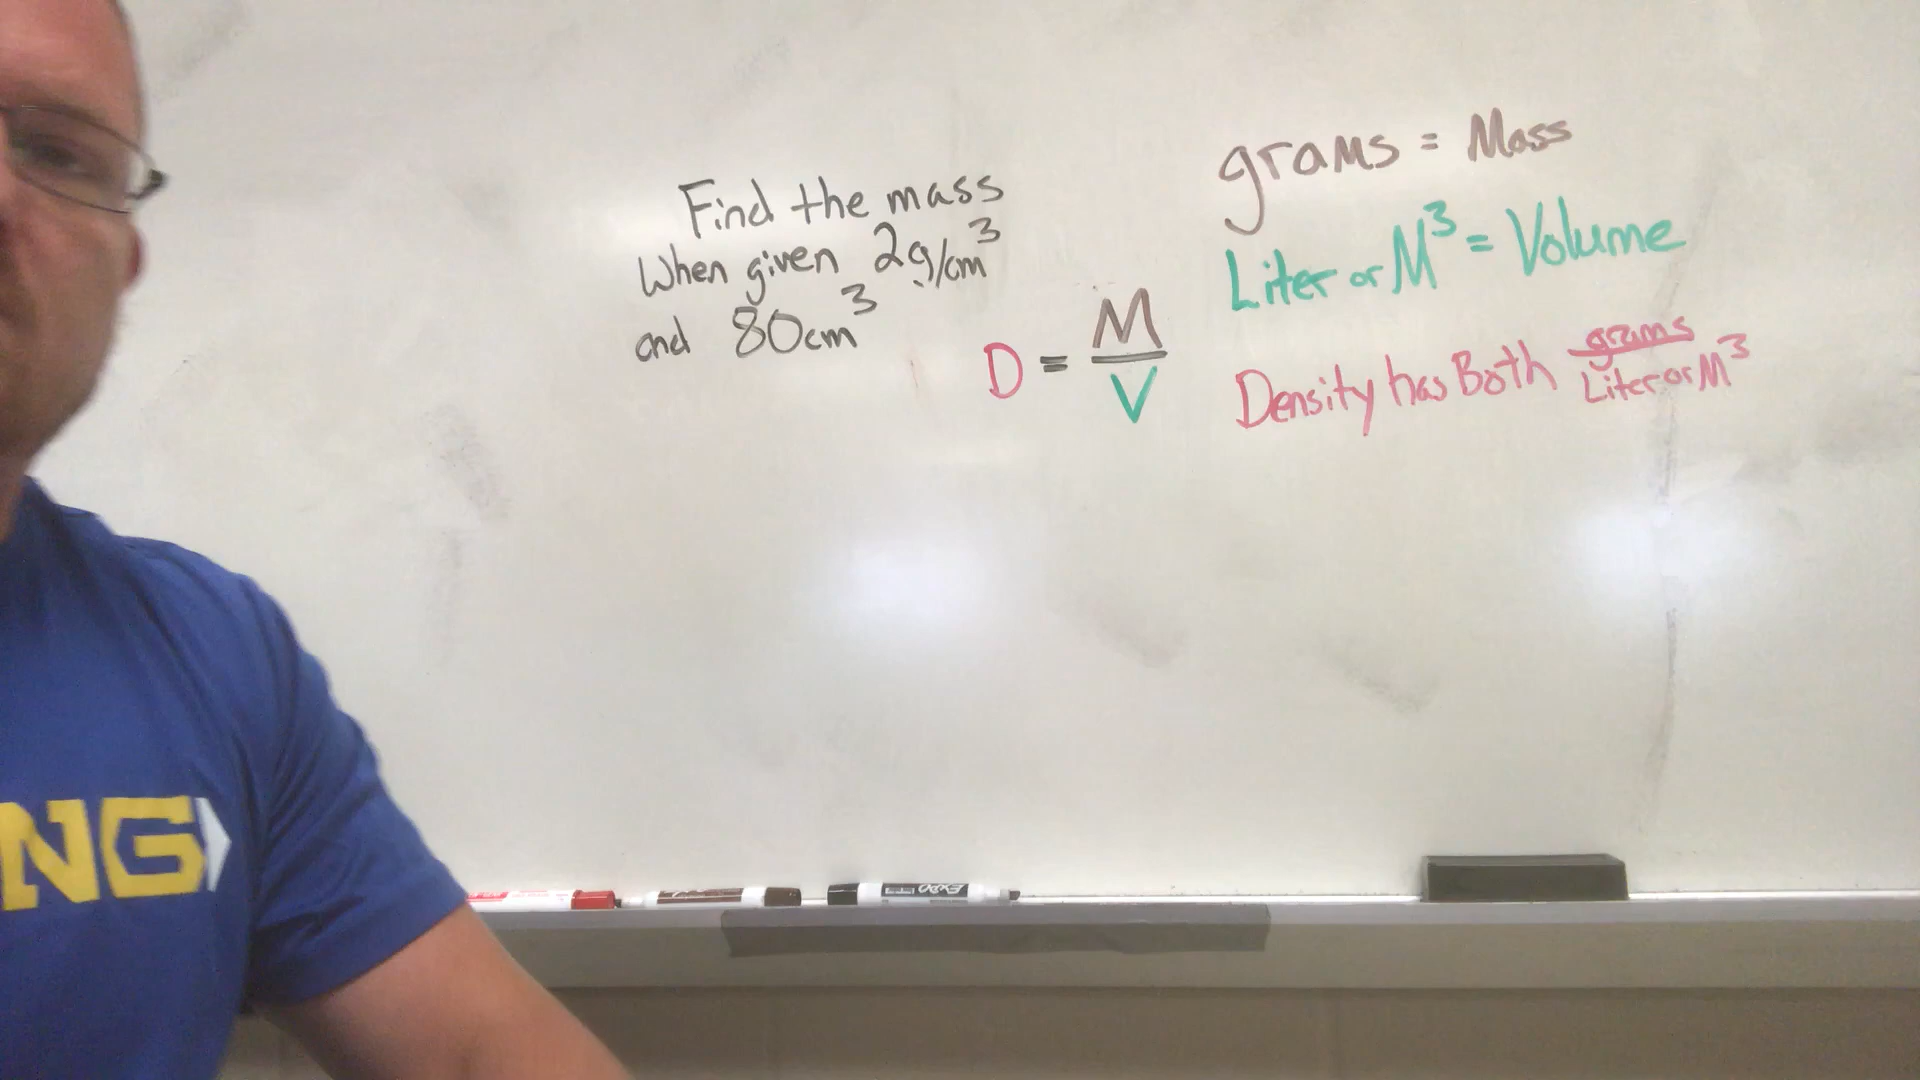 Find the mass
When given 2g/cm³
and 80cm³
D = M/V
grams = Mass
Liter or M³ = Volume
Density has Both grams/Liter or M³
NG
EXPO